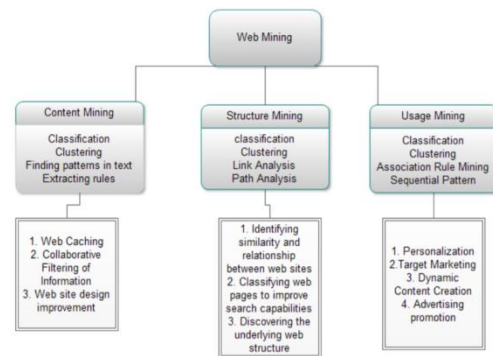 Web Mining
Content Mining
Classification
Clustering
Finding patterns in text
Extracting rules
Structure Mining
classification
Clustering
Link Analysis
Path Analysis
Usage Mining
Classification
Clustering
Association Rule Mining
Sequential Pattern
1. Web Caching
2. Collaborative
Filtering of
Information
3. Web site design
improvement
1. Identifying
similarity and
relationship
between web sites
2. Classifying web
pages to improve
search capabilities
3. Discovering the
underlying web
structure
1. Personalization
2.Target Marketing
3. Dynamic
Content Creation
4. Advertising
promotion